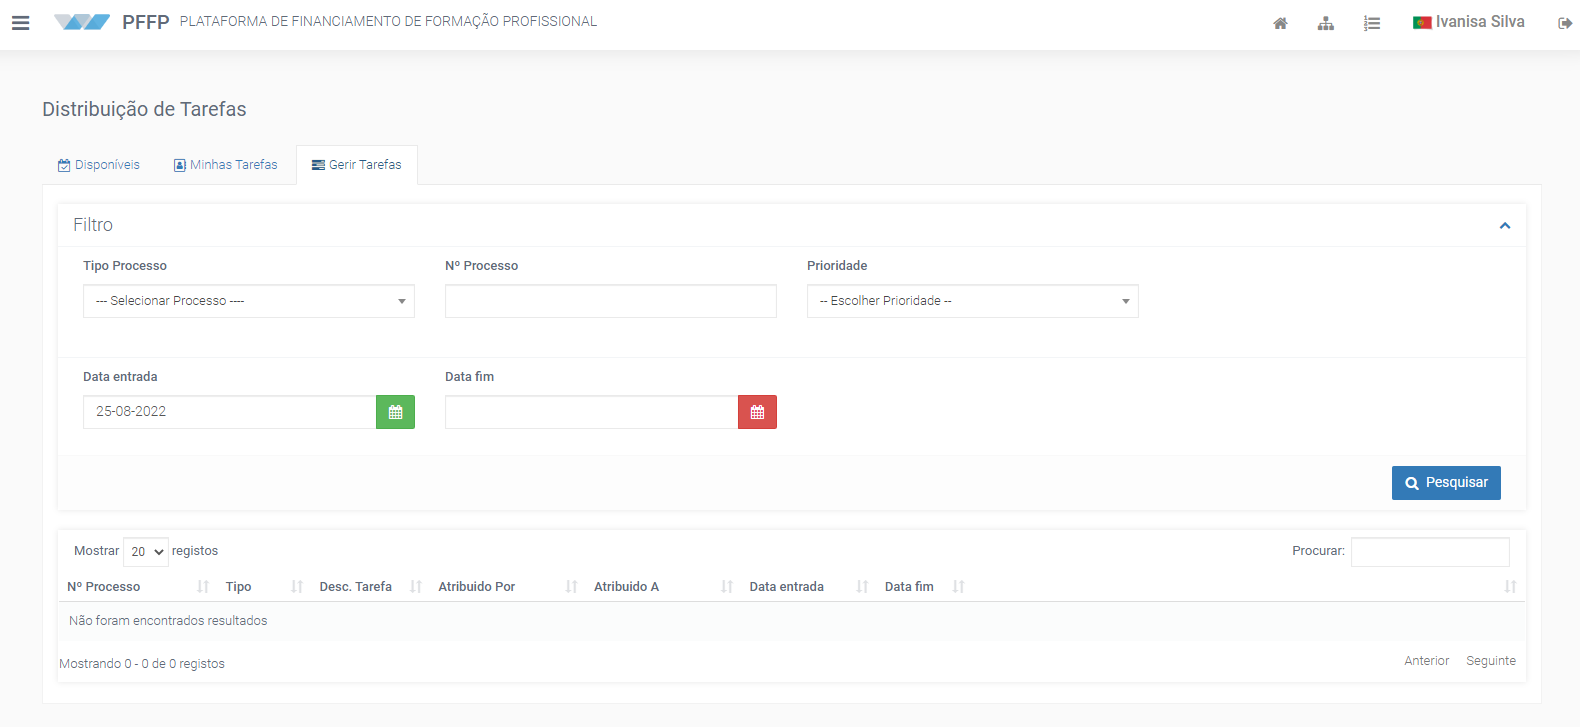 PFFP PLATAFORMA DE FINANCIAMENTO DE FORMAÇÃO PROFISSIONAL Ivanisa Silva
Distribuição de Tarefas
Disponíveis Minhas Tarefas Gerir Tarefas
Filtro
Tipo Processo Nº Processo Prioridade
--- Selecionar Processo ---- -- Escolher Prioridade --
Data entrada Data fim
25-08-2022
Pesquisar
Mostrar 20 registos Procurar:
Nº Processo Tipo Desc. Tarefa Atribuido Por Atribuido A Data entrada Data fim
Não foram encontrados resultados
Mostrando 0 - 0 de 0 registos Anterior Seguinte